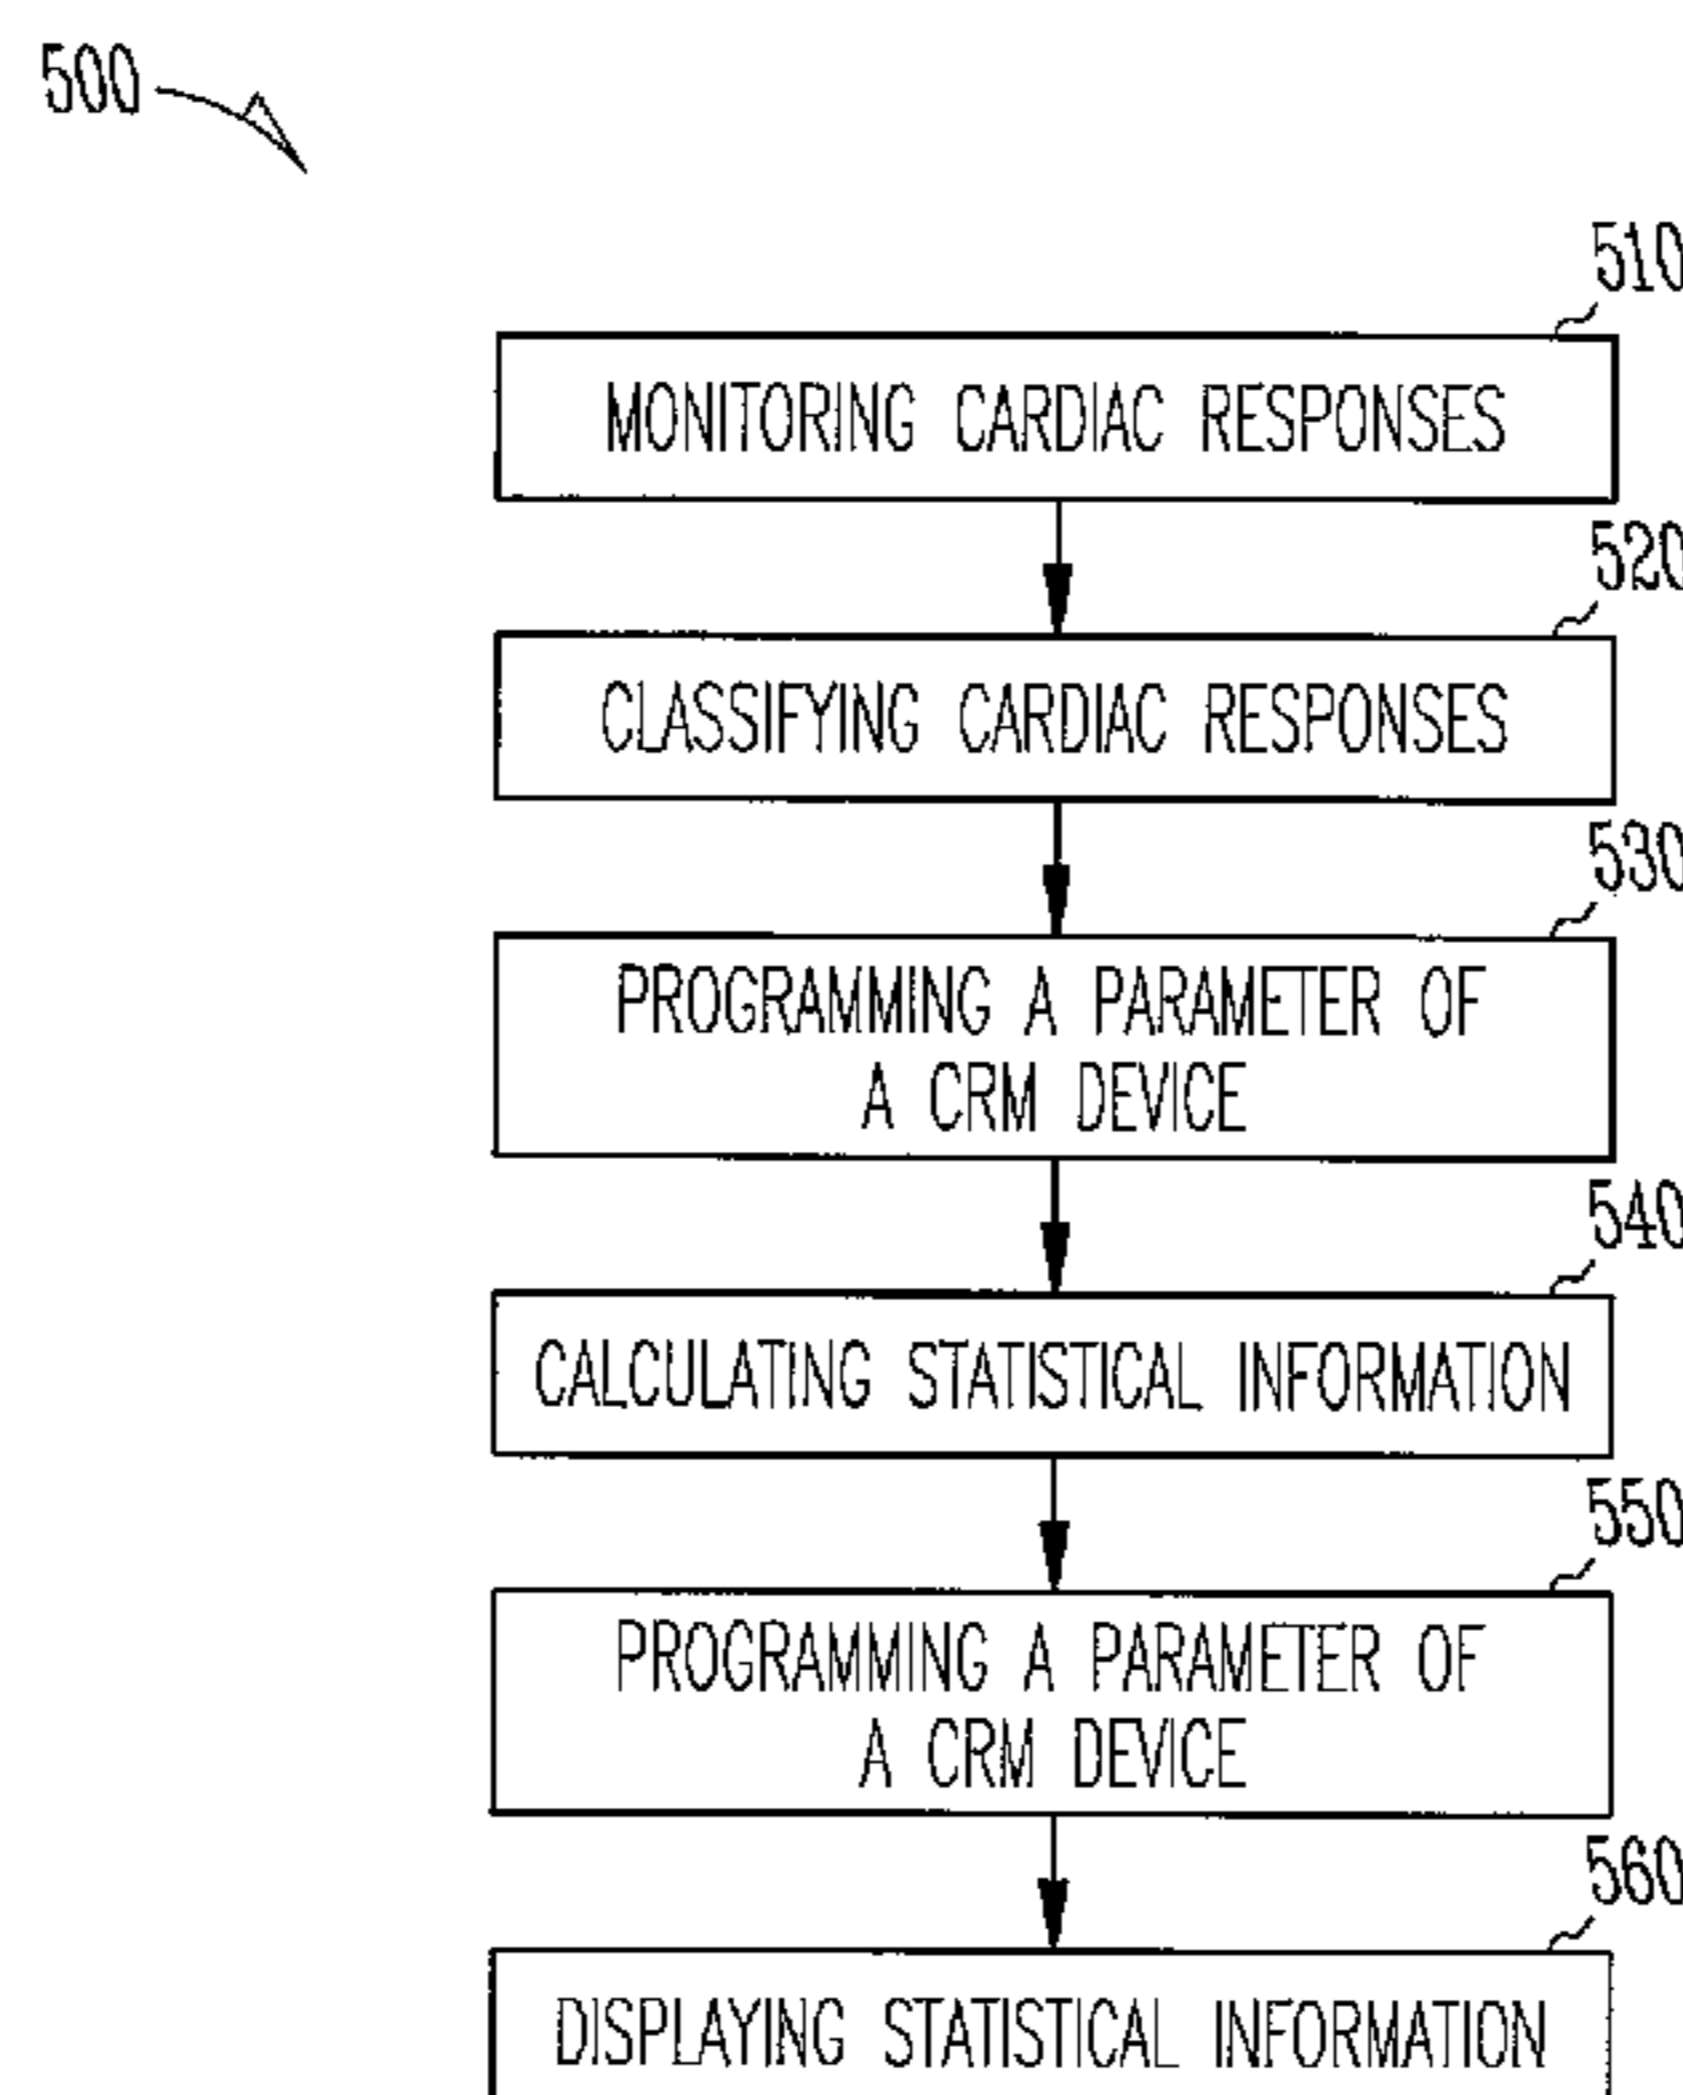 500
510
MONITORING CARDIAC RESPONSES
520
CLASSIFYING CARDIAC RESPONSES
530
PROGRAMMING A PARAMETER OF
A CRM DEVICE
540
CALCULATING STATISTICAL INFORMATION
550
PROGRAMMING A PARAMETER OF
A CRM DEVICE
560
DISPLAYING STATISTICAL INFORMATION